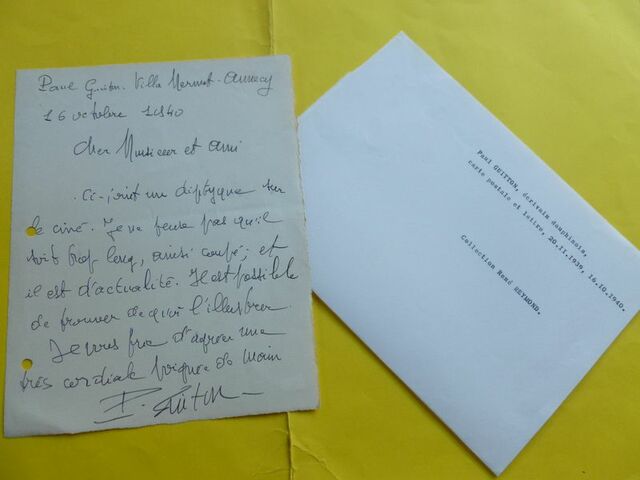 Paul Guiton. Villa Mermot. Annecy
16 octobre 1940
Cher Monsieur et ami
Ci-joint un diptyque sur
le ciné. Je ne pense pas qu'il
soit trop long, ainsi coupé; et
il est d'actualité. Il est possible
de trouver de quoi l'illustrer.
Je vous prie d'agréer une
très cordiale poignée de main
P. Guiton
Paul GUITTON, écrivain dauphinois,
carte postale et lettre, 20.11.1939, 16.10.1940.
Collection René REYMOND.